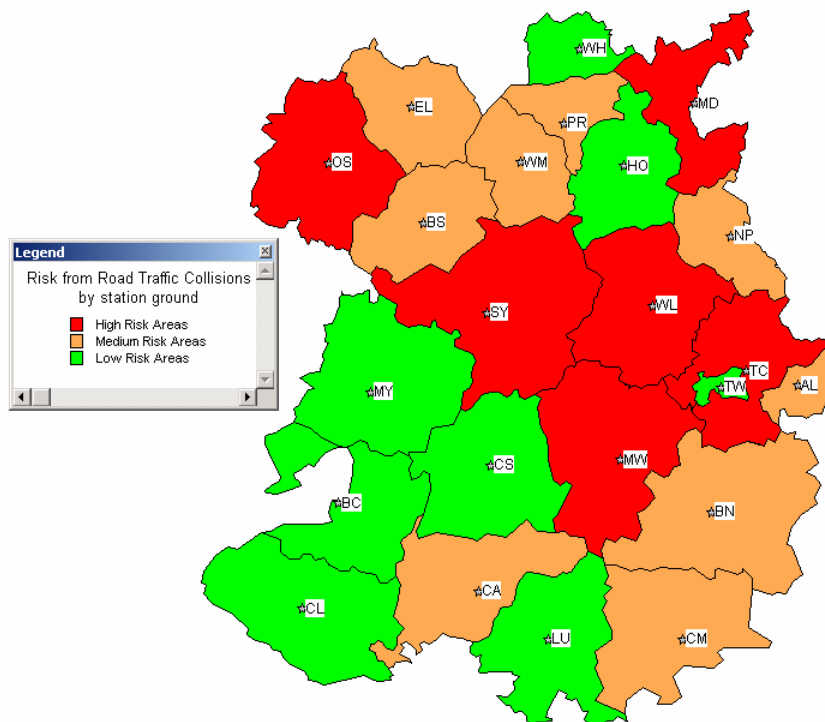 WH
MD
EL
PR
OS
WM
HO
BS
NP
Legend
Risk from Road Traffic Collisions
by station ground
High Risk Areas
Medium Risk Areas
Low Risk Areas
SY
WL
TC
AL
TW
MY
CS
MW
BC
BN
CA
CL
LU
CM